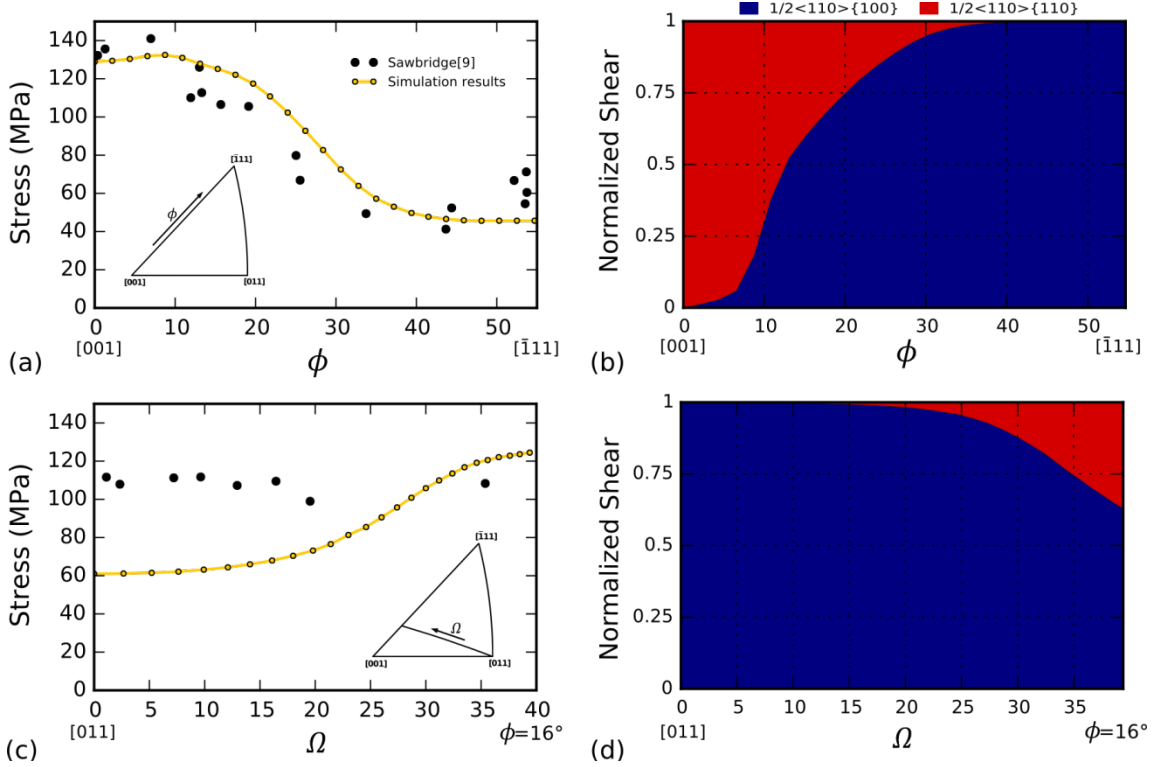 1/2<110>{100} 1/2<110>{110}
140
120
100
80
60
40
20
0
Stress (MPa)
Sawbridge[9]
Simulation results
[1̄11]
ϕ
[001] [011]
0 10 20 30 40 50
[001] ϕ [1̄11]
(a)
1
0.75
0.5
0.25
0
Normalized Shear
0 10 20 30 40 50
[001] ϕ [1̄11]
(b)
140
120
100
80
60
40
20
0
Stress (MPa)
[1̄11]
Ω
[001] [011]
0 5 10 15 20 25 30 35 40
[011] Ω ϕ=16°
(c)
1
0.75
0.5
0.25
0
Normalized Shear
0 5 10 15 20 25 30 35
[011] Ω ϕ=16°
(d)